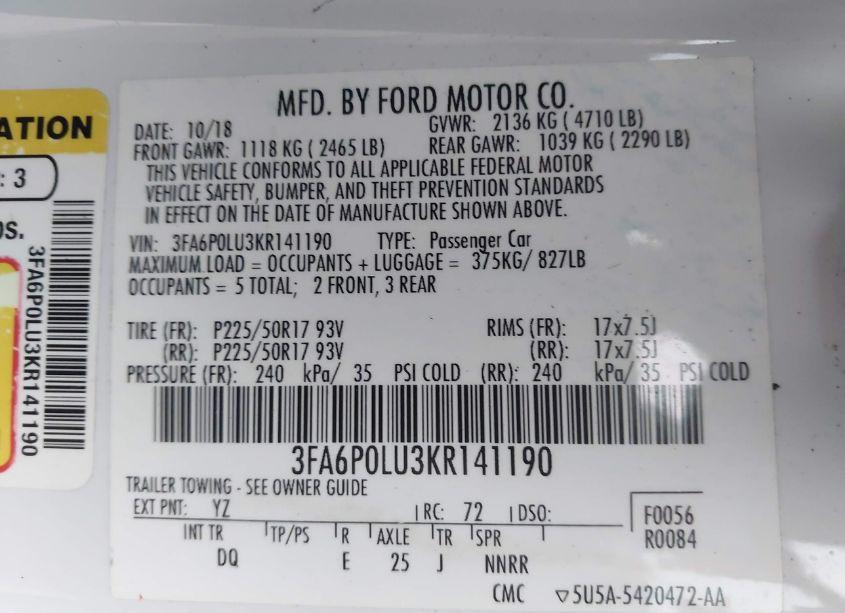 ATION
: 3
OS.
3FA6P0LU3KR141190
MFD. BY FORD MOTOR CO.
DATE: 10/18 GVWR: 2136 KG ( 4710 LB)
FRONT GAWR: 1118 KG ( 2465 LB) REAR GAWR: 1039 KG ( 2290 LB)
THIS VEHICLE CONFORMS TO ALL APPLICABLE FEDERAL MOTOR
VEHICLE SAFETY, BUMPER, AND THEFT PREVENTION STANDARDS
IN EFFECT ON THE DATE OF MANUFACTURE SHOWN ABOVE.
VIN: 3FA6P0LU3KR141190 TYPE: Passenger Car
MAXIMUM LOAD = OCCUPANTS + LUGGAGE = 375KG/ 827LB
OCCUPANTS = 5 TOTAL; 2 FRONT, 3 REAR
TIRE (FR): P225/50R17 93V RIMS (FR): 17x7.5J
(RR): P225/50R17 93V (RR): 17x7.5J
PRESSURE (FR): 240 kPa/ 35 PSI COLD (RR): 240 kPa/ 35 PSI COLD
3FA6P0LU3KR141190
TRAILER TOWING - SEE OWNER GUIDE
EXT PNT: YZ RC: 72 DSO: F0056
INT TR TP/PS R AXLE TR SPR R0084
DQ E 25 J NNRR
CMC ▽5U5A-5420472-AA